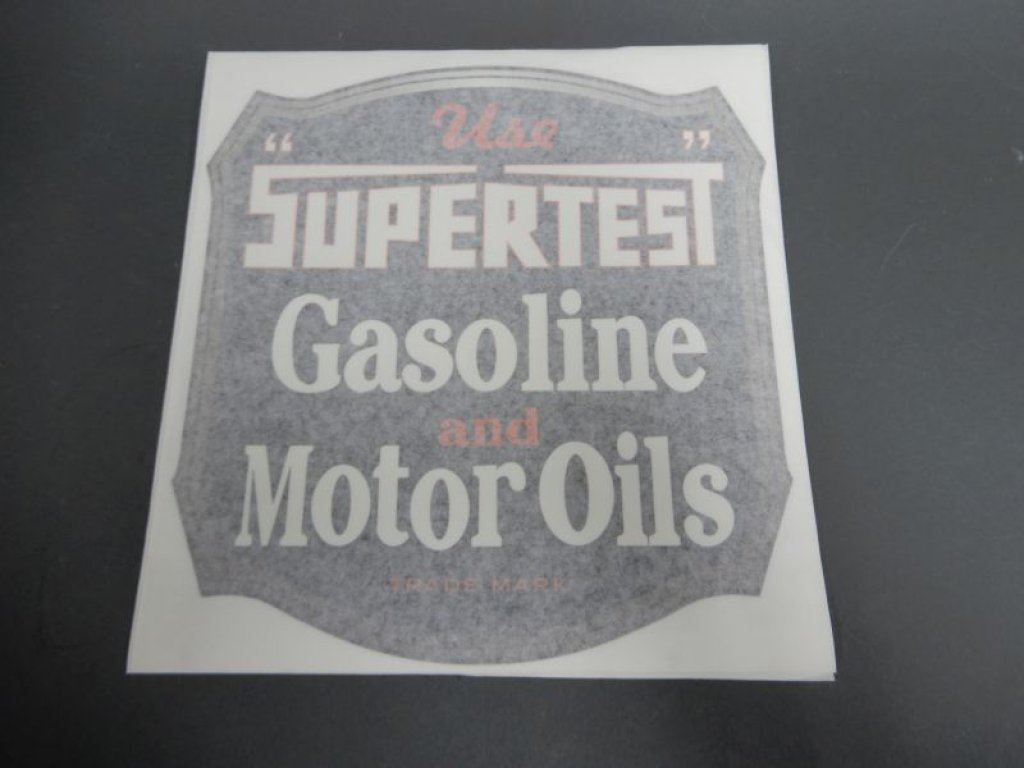 Use
“ SUPERTEST ”
Gasoline
and
Motor Oils
TRADE MARK